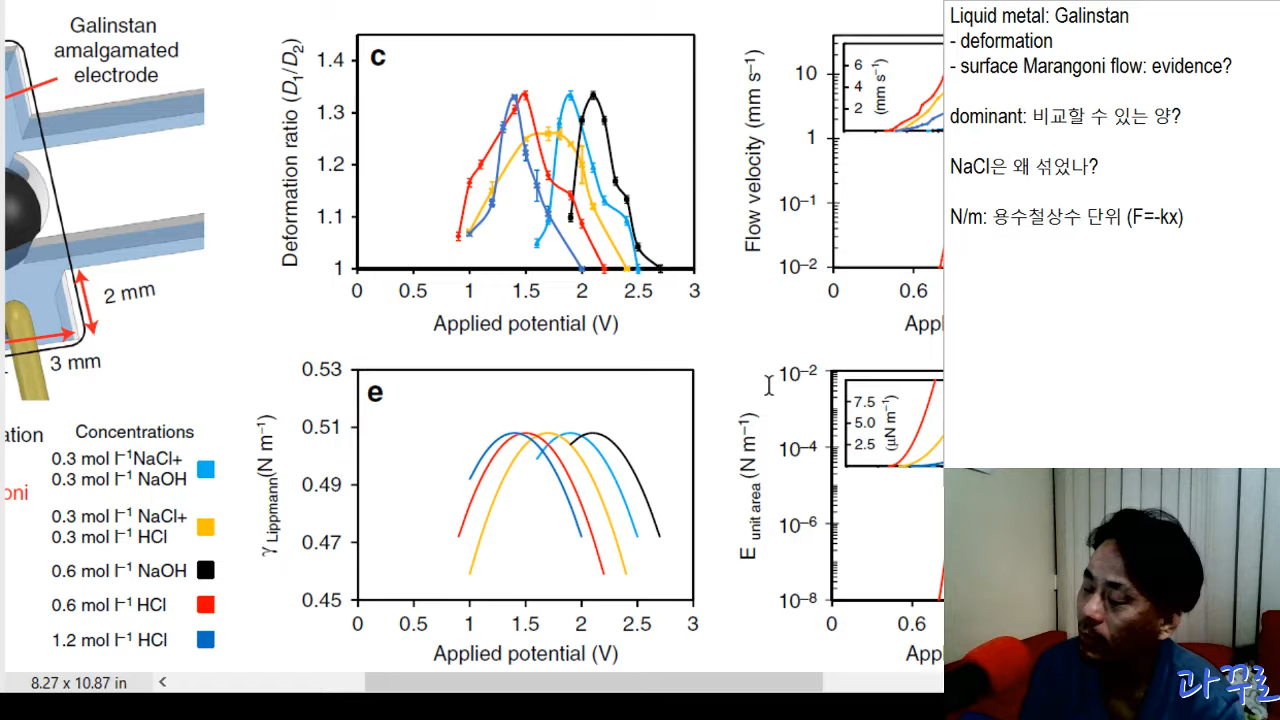 Galinstan
amalgamated
electrode
2 mm
3 mm
ation
oni
Concentrations
0.3 mol l⁻¹NaCl+
0.3 mol l⁻¹ NaOH
0.3 mol l⁻¹ NaCl+
0.3 mol l⁻¹ HCl
0.6 mol l⁻¹ NaOH
0.6 mol l⁻¹ HCl
1.2 mol l⁻¹ HCl
c
Deformation ratio (D₁/D₂)
1.4
1.3
1.2
1.1
1
0 0.5 1 1.5 2 2.5 3
Applied potential (V)
e
γ Lippmann(N m⁻¹)
0.53
0.51
0.49
0.47
0.45
0 0.5 1 1.5 2 2.5 3
Applied potential (V)
Flow velocity (mm s⁻¹)
10
1
10⁻¹
10⁻²
6
4
2
(mm s⁻¹)
0 0.6
Appl
E unit area (N m⁻¹)
10⁻²
10⁻⁴
10⁻⁶
10⁻⁸
7.5
5.0
2.5
(μN m⁻¹)
0 0.6
App
8.27 x 10.87 in
Liquid metal: Galinstan
- deformation
- surface Marangoni flow: evidence?
dominant: 비교할 수 있는 양?
NaCl은 왜 섞었나?
N/m: 용수철상수 단위 (F=-kx)
과꾸로